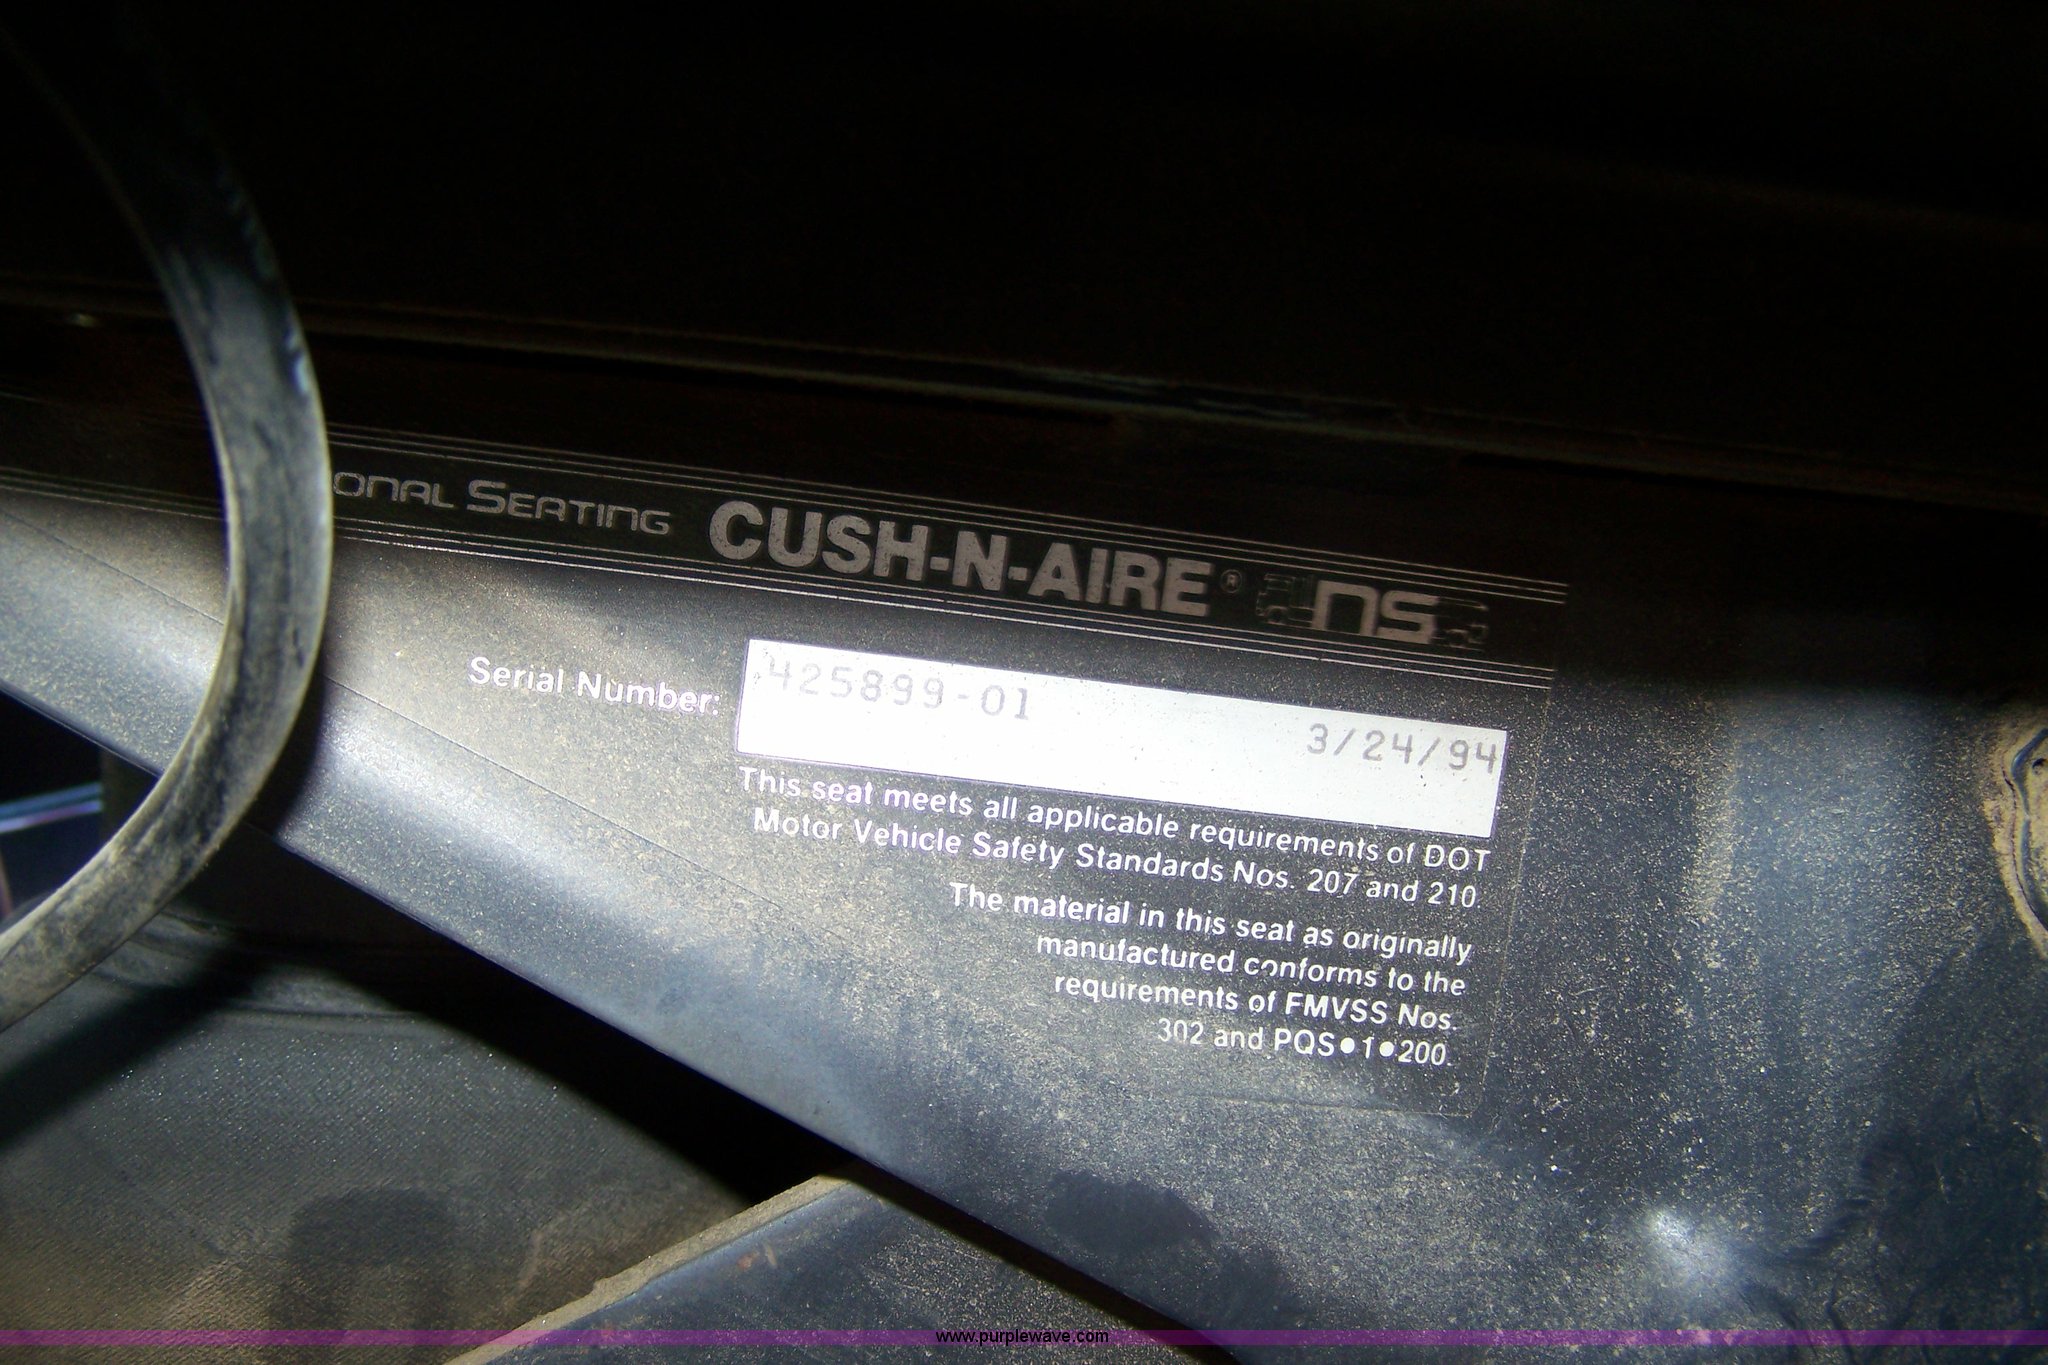 ONAL SEATING CUSH-N-AIRE® ns
Serial Number: 425899-01 3/24/94
This seat meets all applicable requirements of DOT
Motor Vehicle Safety Standards Nos. 207 and 210
The material in this seat as originally
manufactured conforms to the
requirements of FMVSS Nos.
302 and PQS•1•200.
www.purplewave.com